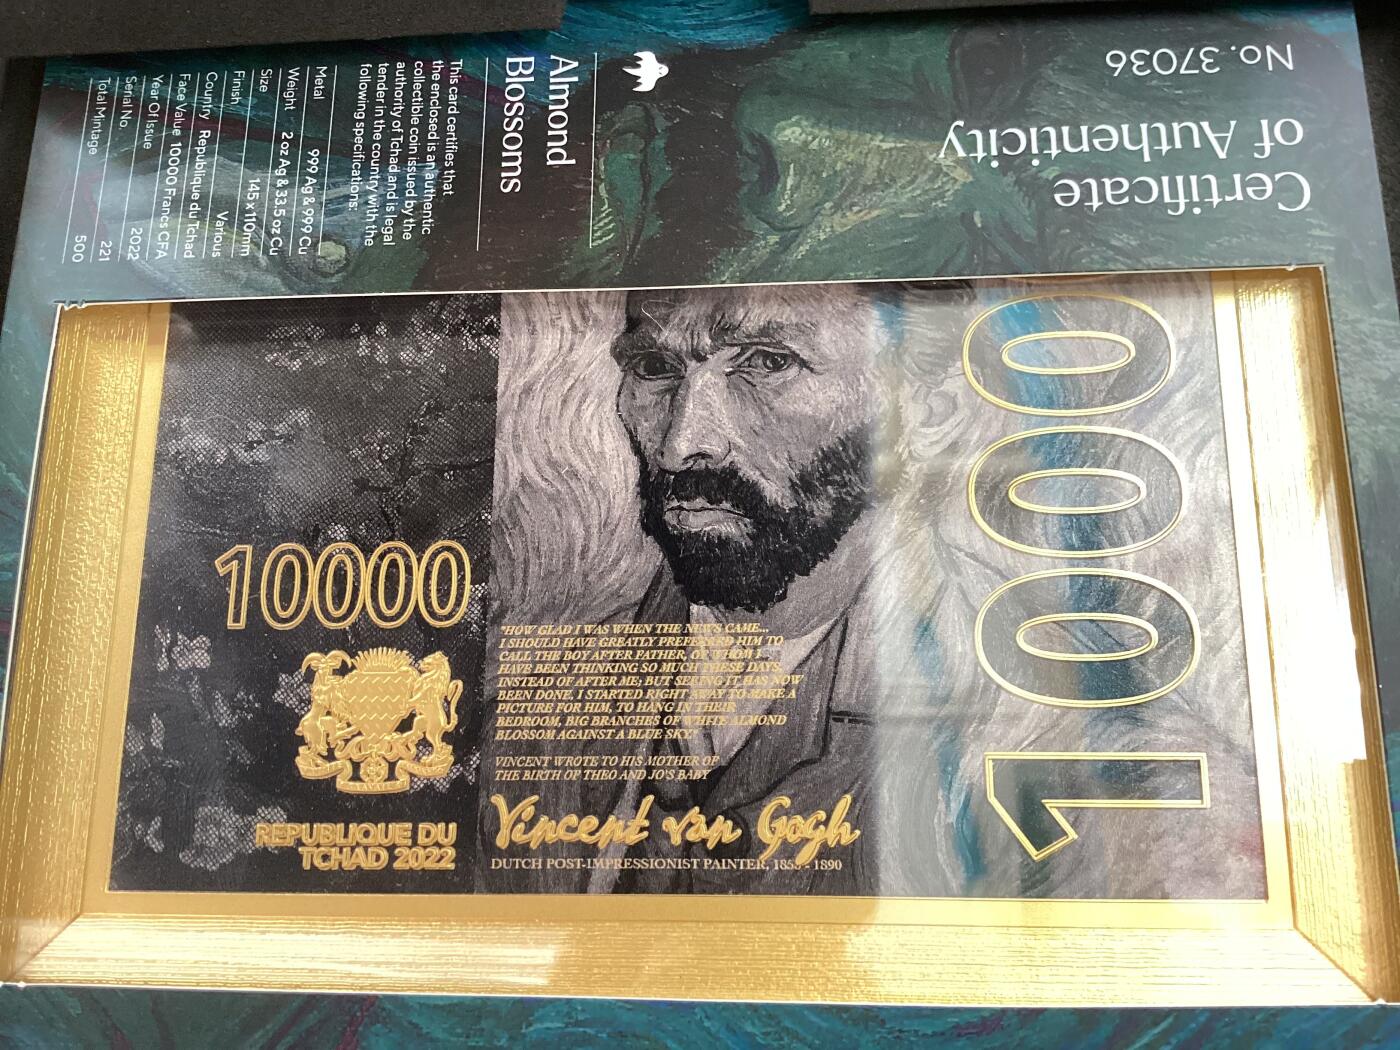 No. 37036
Certificate
of Authenticity
Almond
Blossoms
This card certifies that
the enclosed is an authentic
collectible coin issued by the
authority of Tchad and is legal
tender in the country with the
following specifications:
Metal 999 Ag & 999 Cu
Weight 2 oz Ag & 33.5 oz Cu
Size 145 x 110mm
Finish Various
Country Republique du Tchad
Face Value 10000 Francs CFA
Year Of Issue 2022
Serial No. 221
Total Mintage 500
10000
10000
REPUBLIQUE DU
TCHAD 2022
"HOW GLAD I WAS WHEN THE NEWS CAME...
I SHOULD HAVE GREATLY PREFERRED HIM TO
CALL THE BOY AFTER FATHER, OF WHOM I
HAVE BEEN THINKING SO MUCH THESE DAYS,
INSTEAD OF AFTER ME; BUT SEEING IT HAS NOW
BEEN DONE, I STARTED RIGHT AWAY TO MAKE A
PICTURE FOR HIM, TO HANG IN THEIR
BEDROOM, BIG BRANCHES OF WHITE ALMOND
BLOSSOM AGAINST A BLUE SKY."
VINCENT WROTE TO HIS MOTHER OF
THE BIRTH OF THEO AND JO'S BABY
Vincent van Gogh
DUTCH POST-IMPRESSIONIST PAINTER, 1853 - 1890